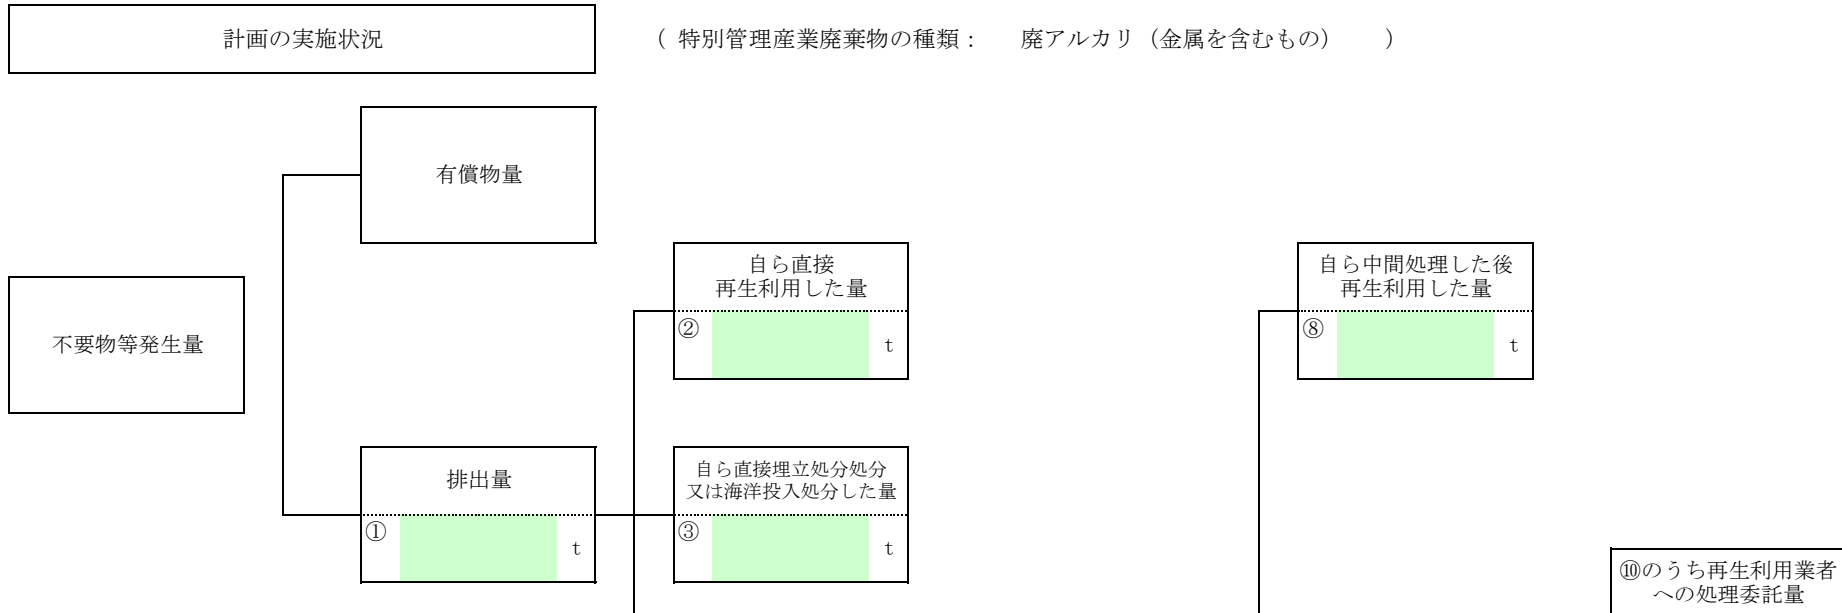 計画の実施状況
（ 特別管理産業廃棄物の種類： 廃アルカリ（金属を含むもの） ）
有償物量
自ら直接
再生利用した量
② t
自ら中間処理した後
再生利用した量
⑧ t
不要物等発生量
排出量
① t
自ら直接埋立処分処分
又は海洋投入処分した量
③ t
⑩のうち再生利用業者
への処理委託量